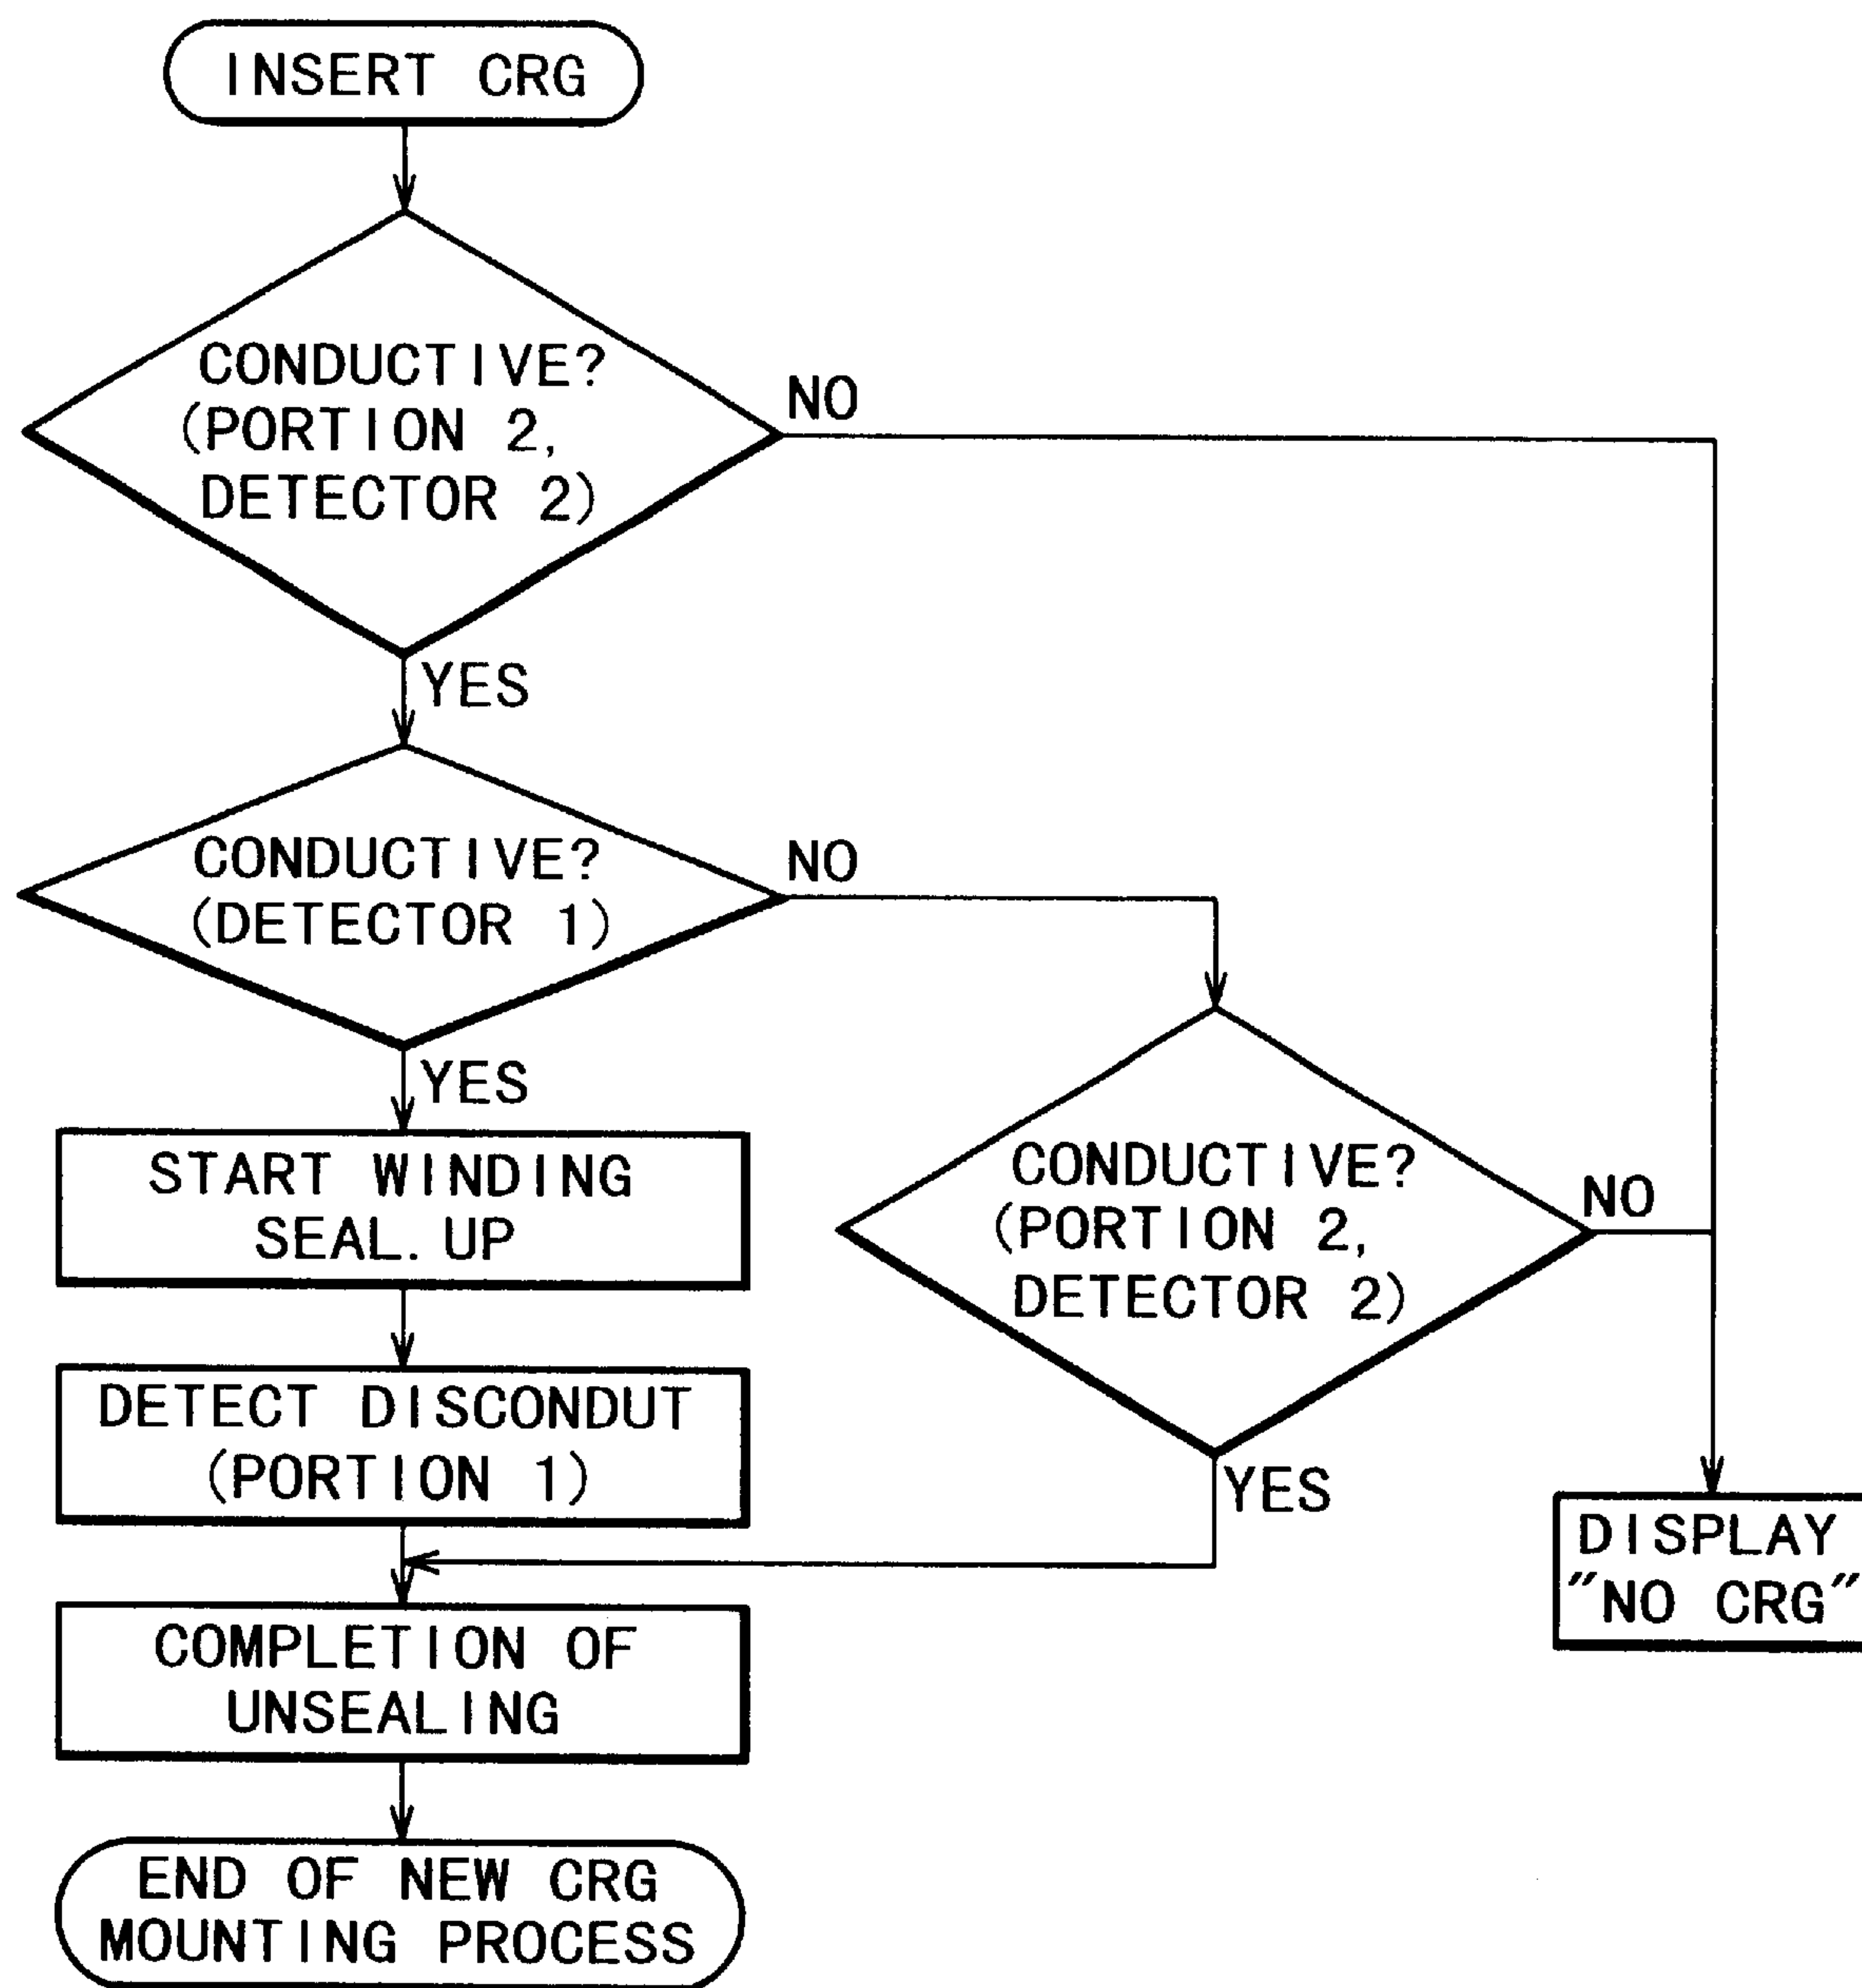 INSERT CRG
CONDUCTIVE?
(PORTION 2,
DETECTOR 2)
NO
YES
CONDUCTIVE?
(DETECTOR 1)
NO
YES
START WINDING
SEAL. UP
CONDUCTIVE?
(PORTION 2,
DETECTOR 2)
NO
YES
DETECT DISCONDUT
(PORTION 1)
DISPLAY
"NO CRG"
COMPLETION OF
UNSEALING
END OF NEW CRG
MOUNTING PROCESS